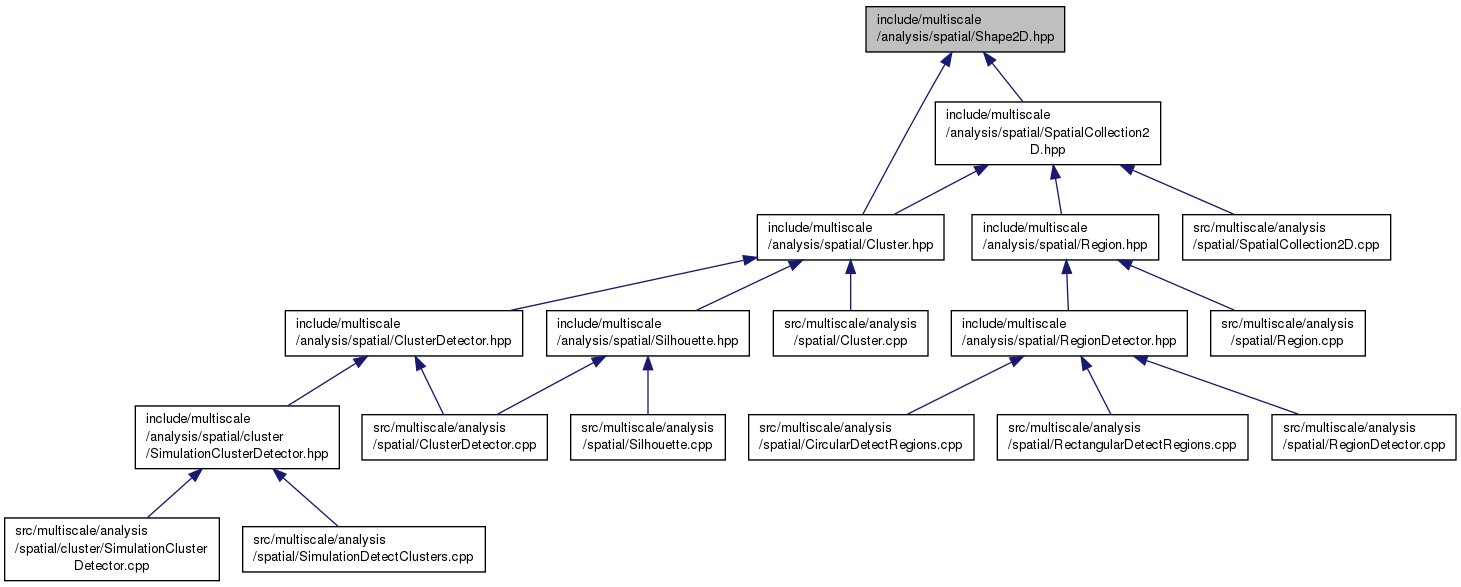 include/multiscale
/analysis/spatial/Shape2D.hpp
include/multiscale
/analysis/spatial/SpatialCollection2
D.hpp
include/multiscale
/analysis/spatial/Cluster.hpp
include/multiscale
/analysis/spatial/Region.hpp
src/multiscale/analysis
/spatial/SpatialCollection2D.cpp
include/multiscale
/analysis/spatial/ClusterDetector.hpp
include/multiscale
/analysis/spatial/Silhouette.hpp
src/multiscale/analysis
/spatial/Cluster.cpp
include/multiscale
/analysis/spatial/RegionDetector.hpp
src/multiscale/analysis
/spatial/Region.cpp
include/multiscale
/analysis/spatial/cluster
/SimulationClusterDetector.hpp
src/multiscale/analysis
/spatial/ClusterDetector.cpp
src/multiscale/analysis
/spatial/Silhouette.cpp
src/multiscale/analysis
/spatial/CircularDetectRegions.cpp
src/multiscale/analysis
/spatial/RectangularDetectRegions.cpp
src/multiscale/analysis
/spatial/RegionDetector.cpp
src/multiscale/analysis
/spatial/cluster/SimulationCluster
Detector.cpp
src/multiscale/analysis
/spatial/SimulationDetectClusters.cpp